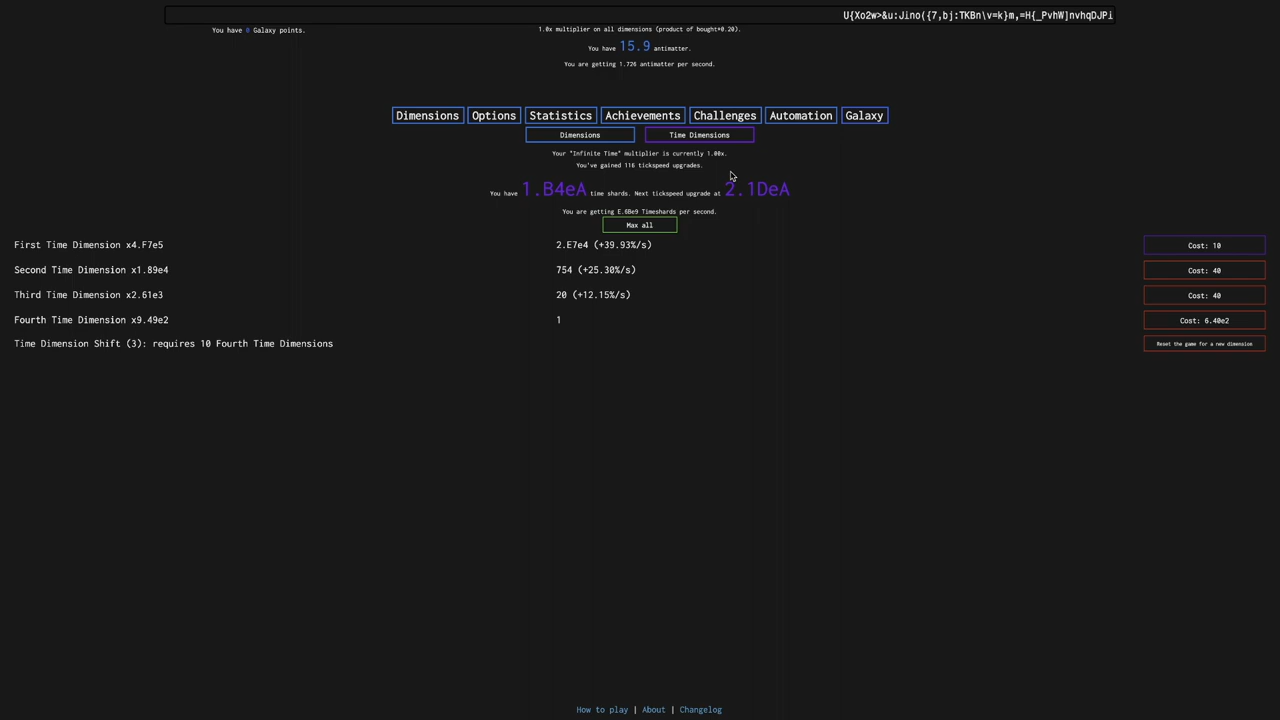 U{Xo2w>&u:Jino({7,bj:TKBn\v=k}m,=H{_PvhW]nvhqDJPi
You have 0 Galaxy points.
1.0x multiplier on all dimensions (product of bought*0.20).
You have 15.9 antimatter.
You are getting 1.726 antimatter per second.
Dimensions Options Statistics Achievements Challenges Automation Galaxy
Dimensions Time Dimensions
Your "Infinite Time" multiplier is currently 1.00x.
You've gained 116 tickspeed upgrades.
You have 1.B4eA time shards. Next tickspeed upgrade at 2.1DeA
You are getting E.6Be9 Timeshards per second.
Max all
First Time Dimension x4.F7e5 2.E7e4 (+39.93%/s) Cost: 10
Second Time Dimension x1.89e4 754 (+25.30%/s) Cost: 40
Third Time Dimension x2.61e3 20 (+12.15%/s) Cost: 40
Fourth Time Dimension x9.49e2 1 Cost: 6.40e2
Time Dimension Shift (3): requires 10 Fourth Time Dimensions Reset the game for a new dimension
How to play | About | Changelog